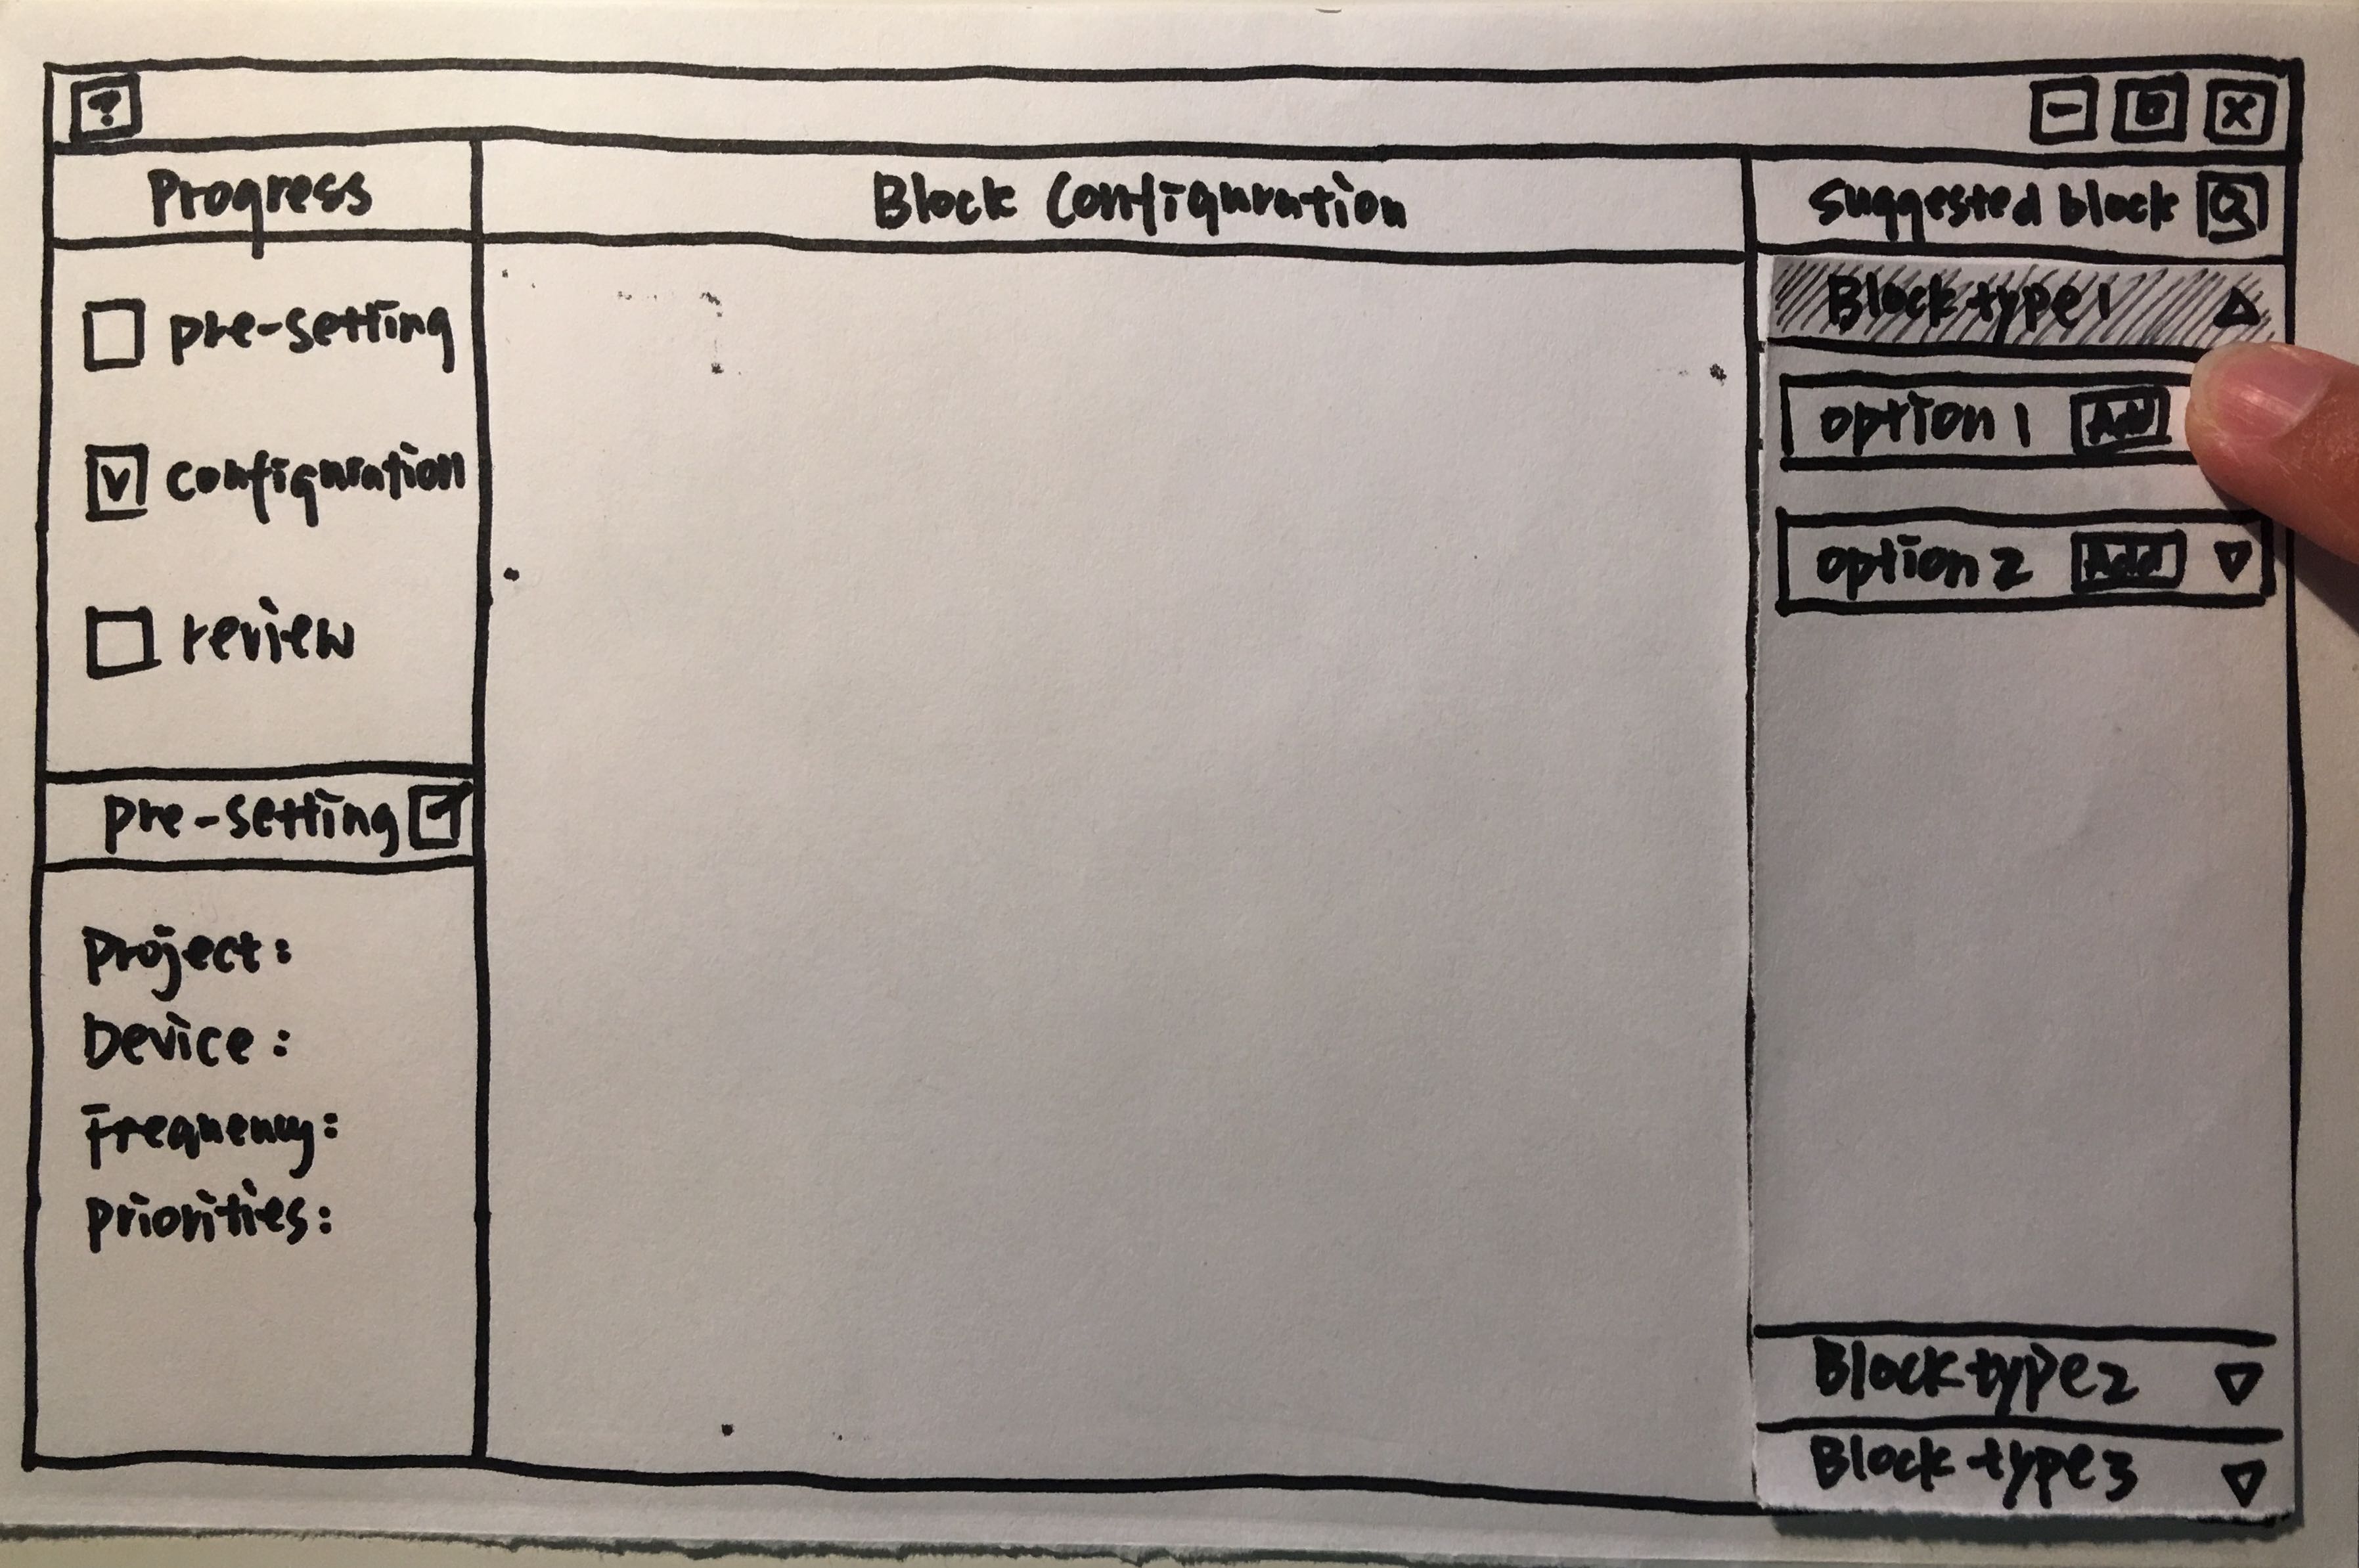 ?
- x
Progress
Block Configuration
Suggested block
pre-setting
v configuration
review
pre-setting
Project:
Device:
Frequency:
Priorities:
Block type 1
option 1 Add
option 2 Add
Block type 2
Block type 3